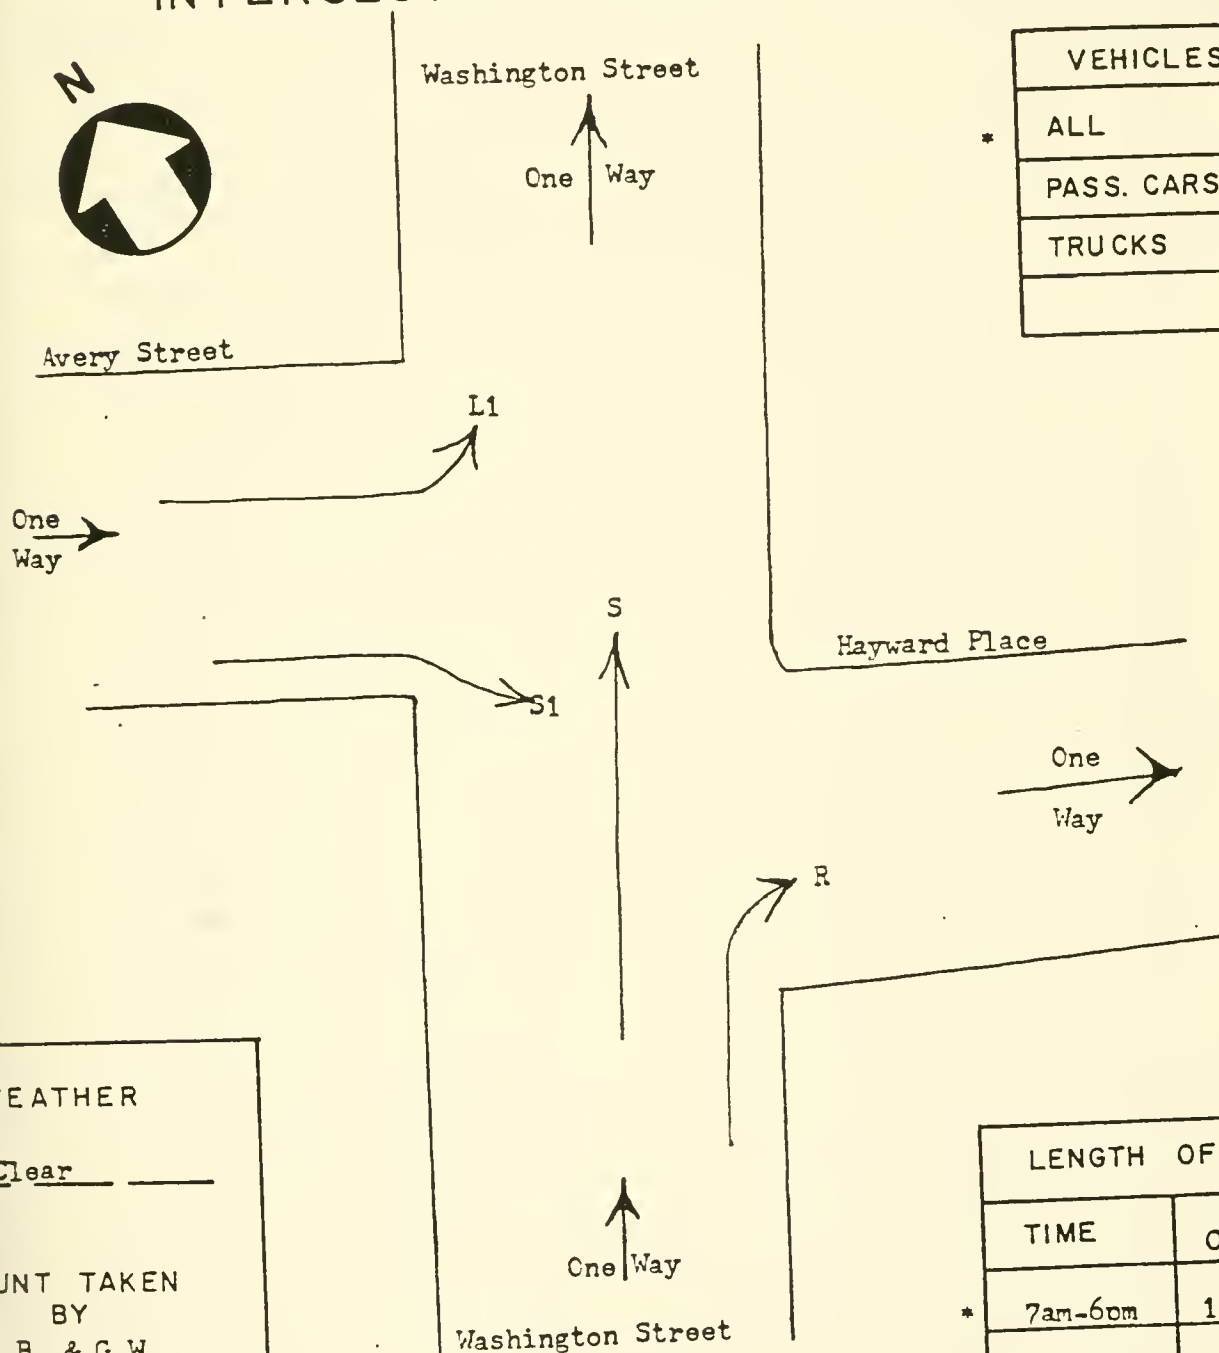 N
Washington Street
One Way
VEHICLES
* ALL
PASS. CARS
TRUCKS
Avery Street
L1
One
Way
S
Hayward Place
S1
One
Way
R
EATHER
Clear
UNT TAKEN
BY
B. & G.W.
LENGTH OF
TIME
* 7am-6pm 1
One Way
Washington Street